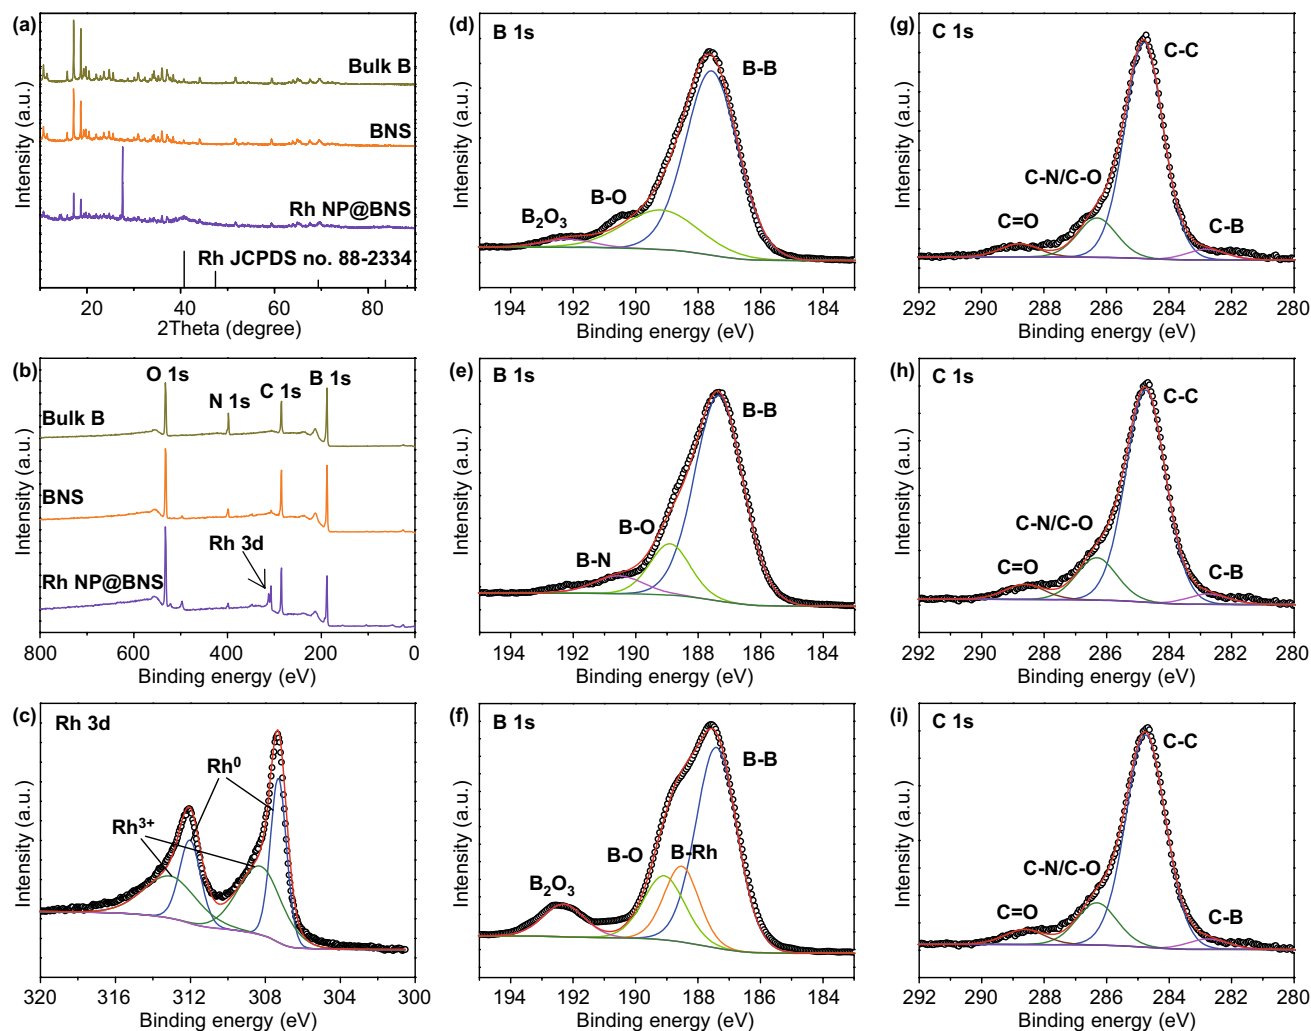 (a)
Intensity (a.u.)
Bulk B
BNS
Rh NP@BNS
Rh JCPDS no. 88-2334
20 40 60 80
2Theta (degree)
(b)
Intensity (a.u.)
O 1s
N 1s
C 1s
B 1s
Bulk B
BNS
Rh 3d
Rh NP@BNS
800 600 400 200 0
Binding energy (eV)
(c)
Rh 3d
Intensity (a.u.)
Rh⁰
Rh³⁺
320 316 312 308 304 300
Binding energy (eV)
(d)
B 1s
Intensity (a.u.)
B-B
B-O
B₂O₃
194 192 190 188 186 184
Binding energy (eV)
(e)
B 1s
Intensity (a.u.)
B-B
B-O
B-N
194 192 190 188 186 184
Binding energy (eV)
(f)
B 1s
Intensity (a.u.)
B-B
B-O
B-Rh
B₂O₃
194 192 190 188 186 184
Binding energy (eV)
(g)
C 1s
Intensity (a.u.)
C-C
C-N/C-O
C=O
C-B
292 290 288 286 284 282 280
Binding energy (eV)
(h)
C 1s
Intensity (a.u.)
C-C
C-N/C-O
C=O
C-B
292 290 288 286 284 282 280
Binding energy (eV)
(i)
C 1s
Intensity (a.u.)
C-C
C-N/C-O
C=O
C-B
292 290 288 286 284 282 280
Binding energy (eV)